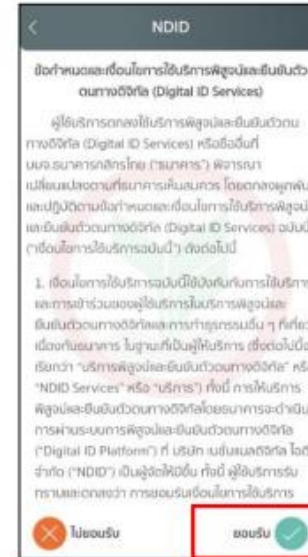 NDID
ข้อกำหนดและเงื่อนไขการใช้บริการพิสูจน์และยืนยันตัว
ตนทางดิจิทัล (Digital ID Services)
ผู้ใช้บริการตกลงใช้บริการพิสูจน์และยืนยันตัวตน
ทางดิจิทัล (Digital ID Services) หรือชื่ออื่นที่
บมจ.ธนาคารกสิกรไทย ("ธนาคาร") พิจารณา
เปลี่ยนแปลงตามที่ธนาคารเห็นสมควร โดยตกลงผูกพัน
และปฏิบัติตามข้อกำหนดและเงื่อนไขการใช้บริการพิสูจน์
และยืนยันตัวตนทางดิจิทัล (Digital ID Services) ฉบับนี้
("เงื่อนไขการใช้บริการฉบับนี้") ดังต่อไปนี้
1. เงื่อนไขการใช้บริการฉบับนี้ใช้บังคับกับการใช้บริการ
และการเข้าร่วมของผู้ใช้บริการในบริการพิสูจน์และ
ยืนยันตัวตนทางดิจิทัลและการทำธุรกรรมอื่น ๆ ที่เกี่ยว
เนื่องกับธนาคาร ในฐานะที่เป็นผู้ให้บริการ (ซึ่งต่อไปนี้จะ
เรียกว่า "บริการพิสูจน์และยืนยันตัวตนทางดิจิทัล" หรือ
"NDID Services" หรือ "บริการ") ทั้งนี้ การให้บริการ
พิสูจน์และยืนยันตัวตนทางดิจิทัลโดยธนาคารจะดำเนิน
การผ่านระบบการพิสูจน์และยืนยันตัวตนทางดิจิทัล
("Digital ID Platform") ที่ บริษัท เนชั่นแนลดิจิทัล ไอดี
จำกัด ("NDID") เป็นผู้จัดให้มีขึ้น ทั้งนี้ ผู้ใช้บริการรับ
ทราบและตกลงว่า การยอมรับเงื่อนไขการใช้บริการ
ไม่ยอมรับ
ยอมรับ